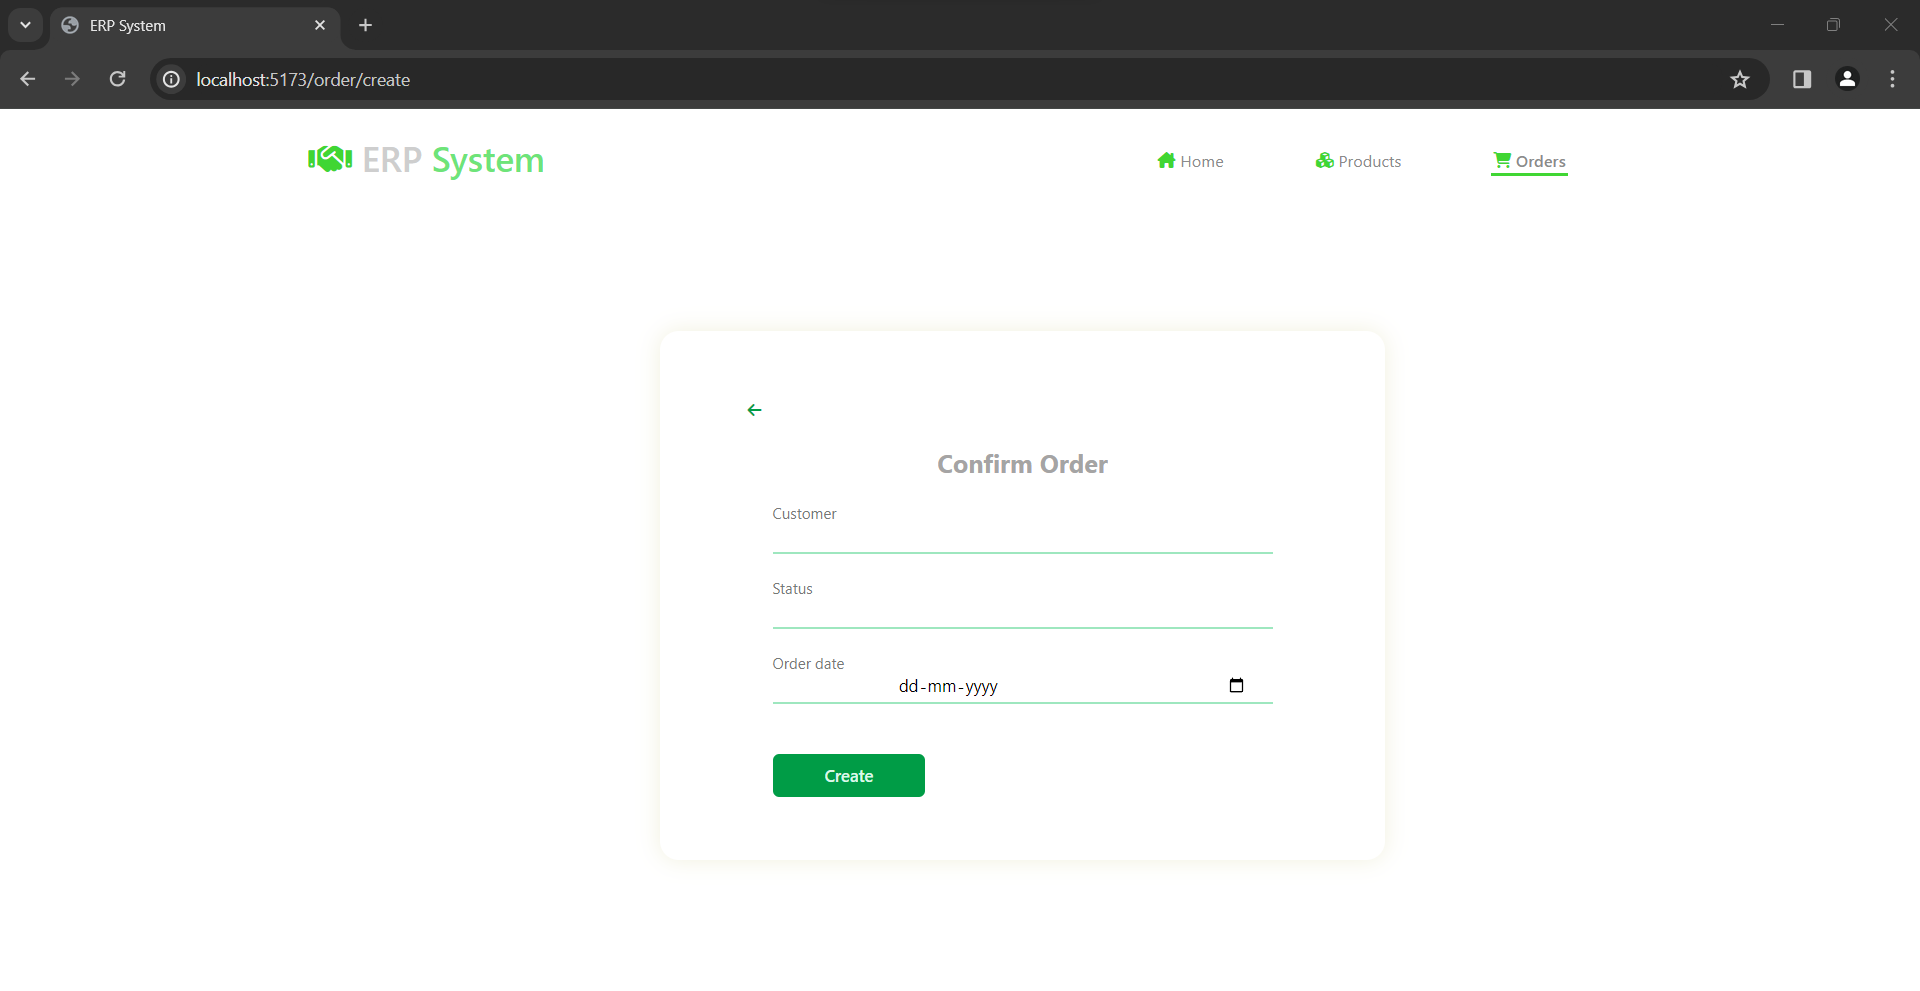 ERP System
localhost:5173/order/create
ERP System
Home
Products
Orders
Confirm Order
Customer
Status
Order date
dd-mm-yyyy
Create